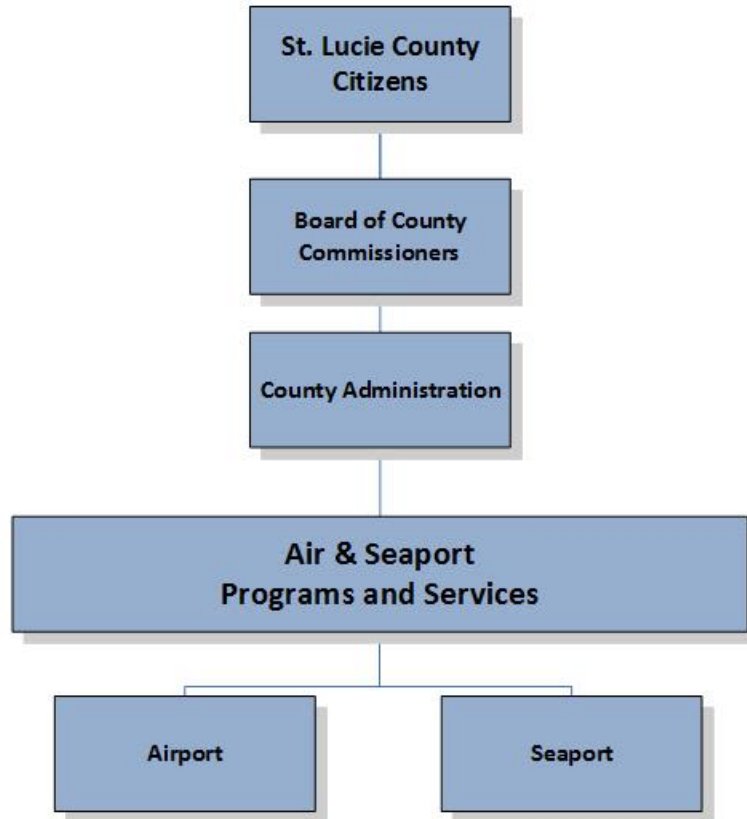 St. Lucie County
Citizens
Board of County
Commissioners
County Administration
Air & Seaport
Programs and Services
Airport
Seaport